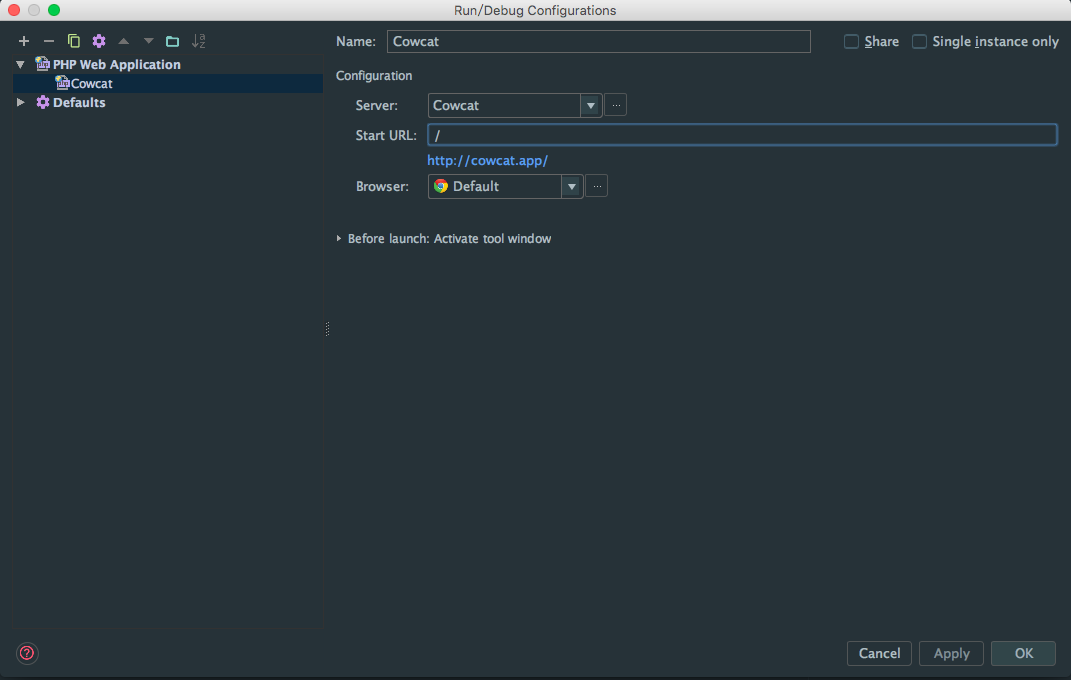 Run/Debug Configurations
Name: Cowcat Share Single instance only
PHP Web Application
Cowcat
Defaults
Configuration
Server: Cowcat ...
Start URL: /
http://cowcat.app/
Browser: Default ...
Before launch: Activate tool window
? Cancel Apply OK